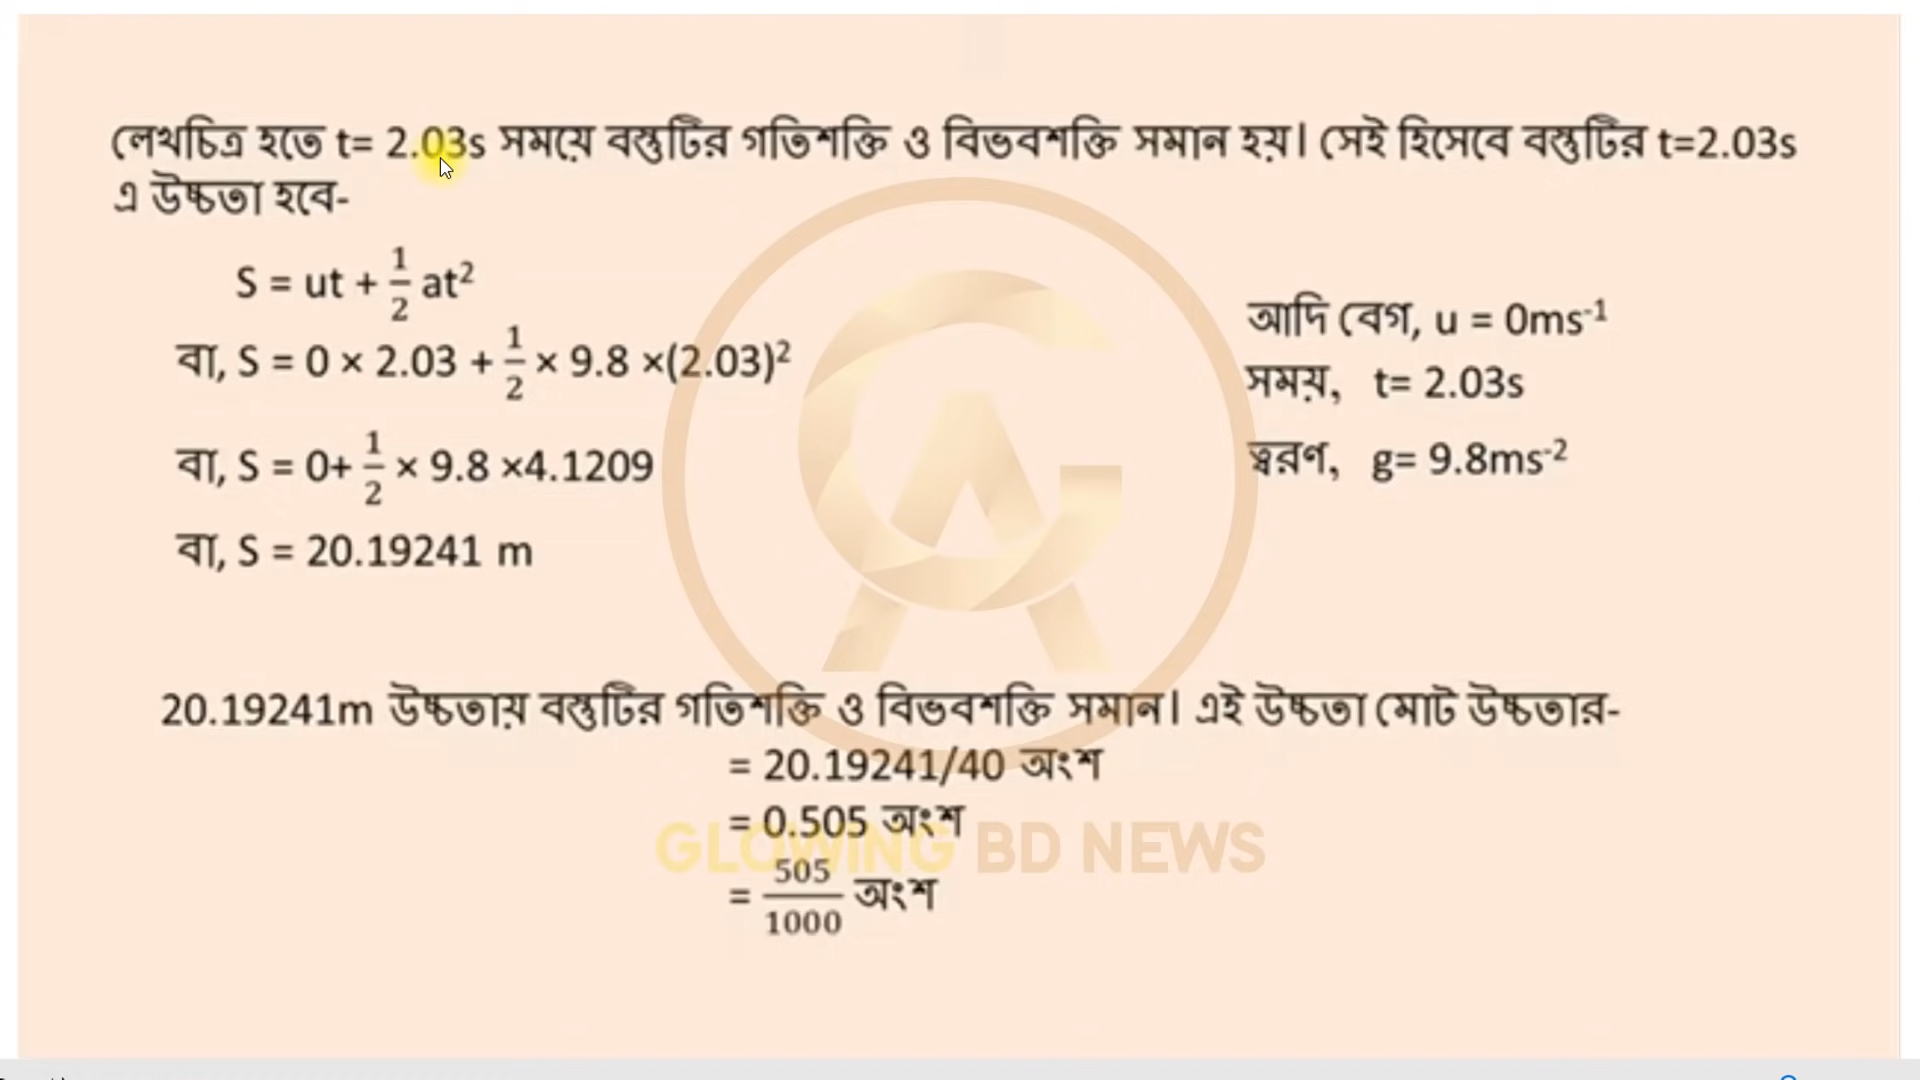 লেখচিত্র হতে t= 2.03s সময়ে বস্তুটির গতিশক্তি ও বিভবশক্তি সমান হয়। সেই হিসেবে বস্তুটির t=2.03s
এ উচ্চতা হবে-
S = ut + 1/2 at²
আদি বেগ, u = 0ms⁻¹
বা, S = 0 × 2.03 + 1/2 × 9.8 ×(2.03)²
সময়, t= 2.03s
বা, S = 0+ 1/2 × 9.8 ×4.1209
ত্বরণ, g= 9.8ms⁻²
বা, S = 20.19241 m
20.19241m উচ্চতায় বস্তুটির গতিশক্তি ও বিভবশক্তি সমান। এই উচ্চতা মোট উচ্চতার-
= 20.19241/40 অংশ
= 0.505 অংশ
GLOWING BD NEWS
= 505/1000 অংশ